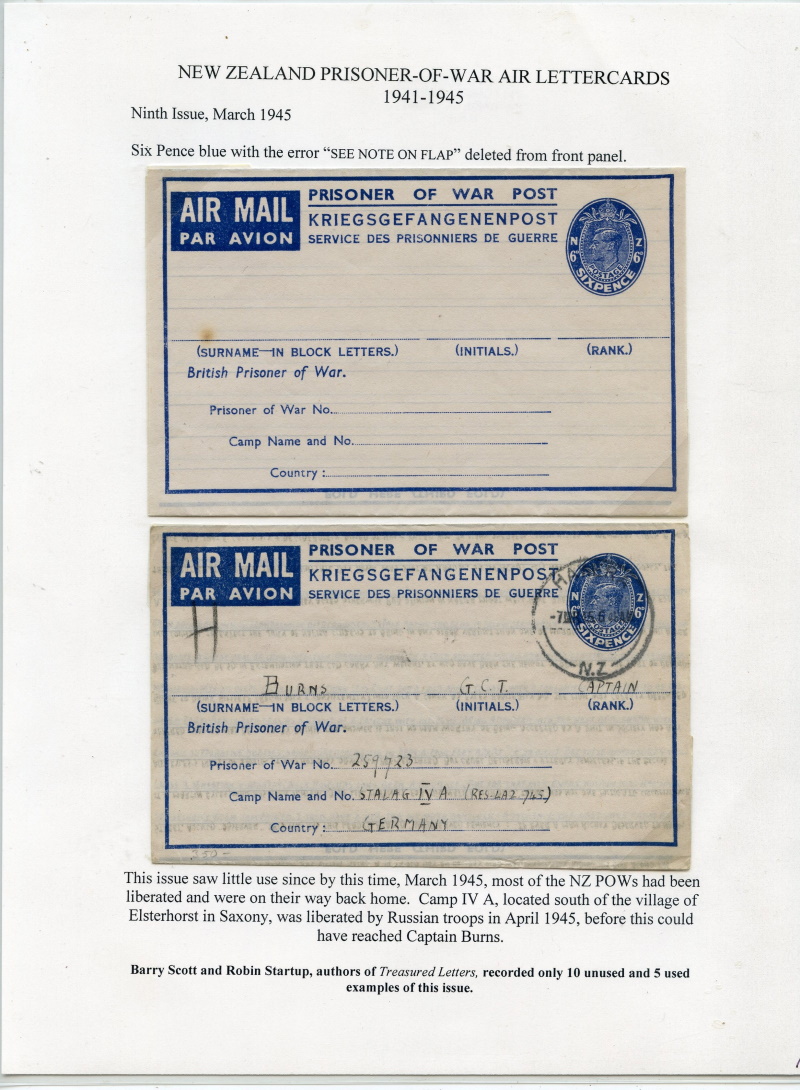 NEW ZEALAND PRISONER-OF-WAR AIR LETTERCARDS
1941-1945
Ninth Issue, March 1945
Six Pence blue with the error “SEE NOTE ON FLAP” deleted from front panel.
AIR MAIL
PAR AVION
PRISONER OF WAR POST
KRIEGSGEFANGENENPOST
SERVICE DES PRISONNIERS DE GUERRE
N Z
6D 6D
POSTAGE
SIXPENCE
(SURNAME—IN BLOCK LETTERS.) (INITIALS.) (RANK.)
British Prisoner of War.
Prisoner of War No.
Camp Name and No.
Country :
AIR MAIL
PAR AVION
PRISONER OF WAR POST
KRIEGSGEFANGENENPOST
SERVICE DES PRISONNIERS DE GUERRE
N Z
6D 6D
POSTAGE
SIXPENCE
N.Z.
H
BURNS G.C.T. CAPTAIN
(SURNAME—IN BLOCK LETTERS.) (INITIALS.) (RANK.)
British Prisoner of War.
Prisoner of War No. 259723
Camp Name and No. STALAG IV A (RES-LAZ 745)
Country : GERMANY
350-
This issue saw little use since by this time, March 1945, most of the NZ POWs had been
liberated and were on their way back home. Camp IV A, located south of the village of
Elsterhorst in Saxony, was liberated by Russian troops in April 1945, before this could
have reached Captain Burns.
Barry Scott and Robin Startup, authors of Treasured Letters, recorded only 10 unused and 5 used
examples of this issue.